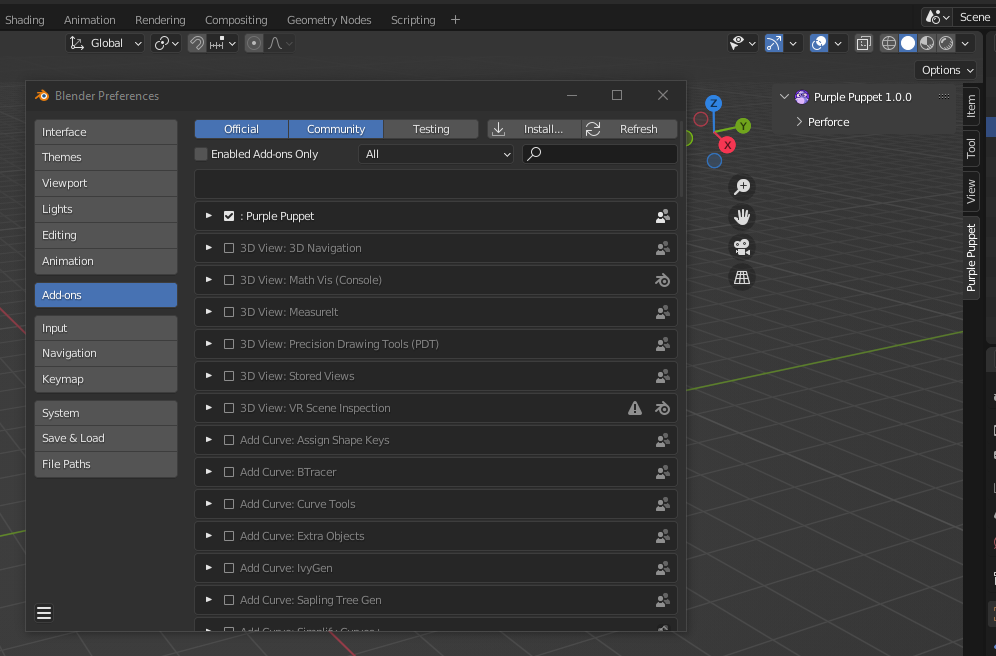 Shading Animation Rendering Compositing Geometry Nodes Scripting + Scene
Global
Options
Blender Preferences
Purple Puppet 1.0.0
Perforce
Item
Tool
View
Purple Puppet
Z
Y
X
Interface
Themes
Viewport
Lights
Editing
Animation
Add-ons
Input
Navigation
Keymap
System
Save & Load
File Paths
Official Community Testing Install... Refresh
Enabled Add-ons Only All
: Purple Puppet
3D View: 3D Navigation
3D View: Math Vis (Console)
3D View: MeasureIt
3D View: Precision Drawing Tools (PDT)
3D View: Stored Views
3D View: VR Scene Inspection
Add Curve: Assign Shape Keys
Add Curve: BTracer
Add Curve: Curve Tools
Add Curve: Extra Objects
Add Curve: IvyGen
Add Curve: Sapling Tree Gen
Add Curve: Simplify Curves+